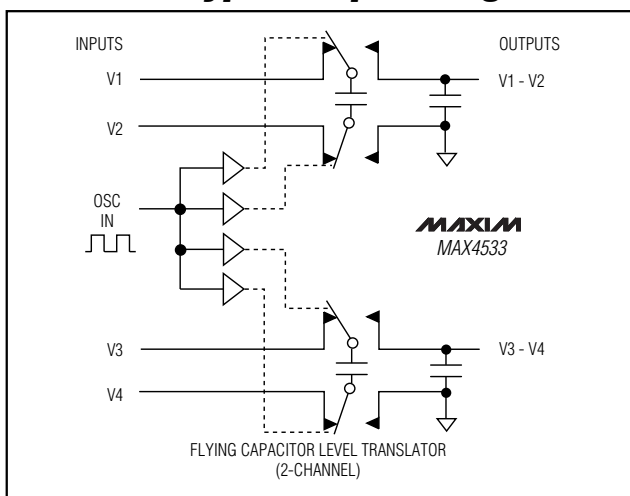 INPUTS
OUTPUTS
V1
V1 - V2
V2
OSC
IN
MAXIM
MAX4533
V3
V3 - V4
V4
FLYING CAPACITOR LEVEL TRANSLATOR
(2-CHANNEL)